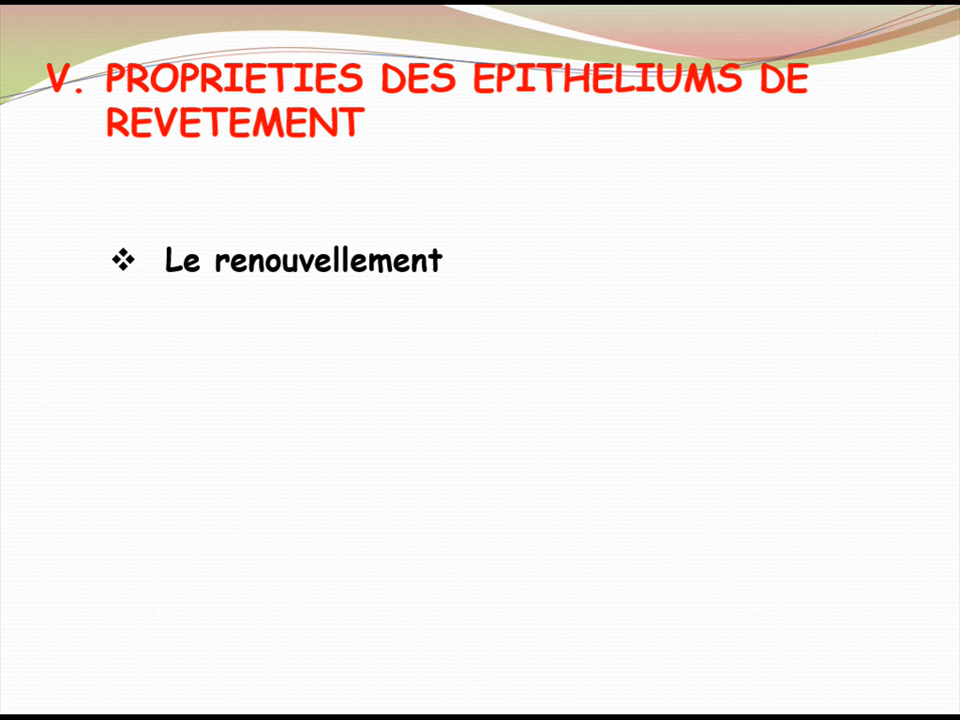 V. PROPRIETIES DES EPITHELIUMS DE
REVETEMENT
❖ Le renouvellement